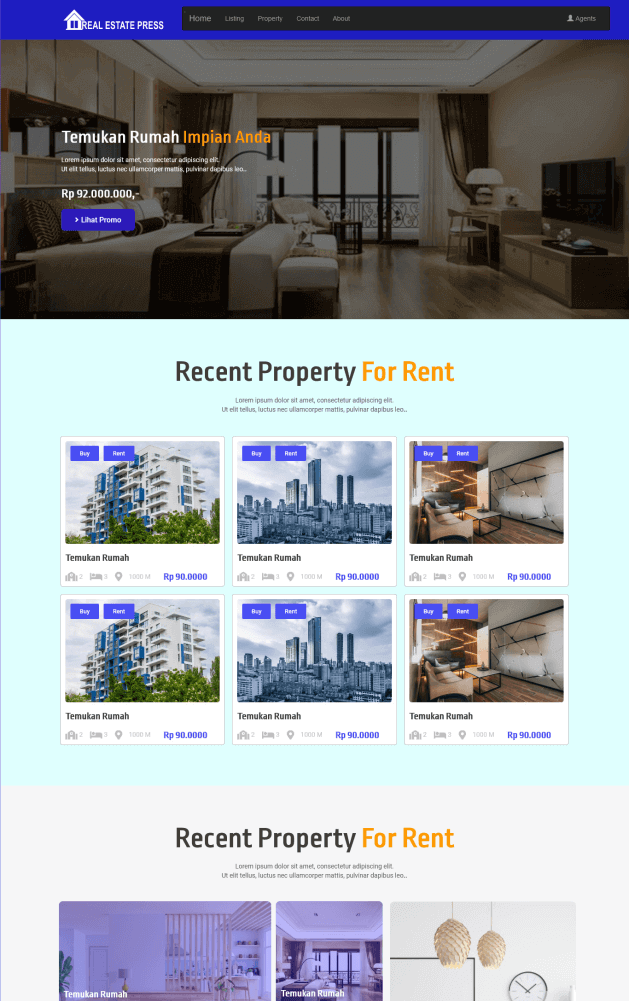 REAL ESTATE PRESS
Home Listing Property Contact About Agents
Temukan Rumah Impian Anda
Lorem ipsum dolor sit amet, consectetur adipiscing elit.
Ut elit tellus, luctus nec ullamcorper mattis, pulvinar dapibus leo..
Rp 92.000.000,-
Lihat Promo
Recent Property For Rent
Lorem ipsum dolor sit amet, consectetur adipiscing elit.
Ut elit tellus, luctus nec ullamcorper mattis, pulvinar dapibus leo..
Buy Rent Buy Rent Buy Rent
Temukan Rumah Temukan Rumah Temukan Rumah
2 3 1000 M Rp 90.0000 2 3 1000 M Rp 90.0000 2 3 1000 M Rp 90.0000
Buy Rent Buy Rent Buy Rent
Temukan Rumah Temukan Rumah Temukan Rumah
2 3 1000 M Rp 90.0000 2 3 1000 M Rp 90.0000 2 3 1000 M Rp 90.0000
Recent Property For Rent
Lorem ipsum dolor sit amet, consectetur adipiscing elit.
Ut elit tellus, luctus nec ullamcorper mattis, pulvinar dapibus leo..
Temukan Rumah Temukan Rumah